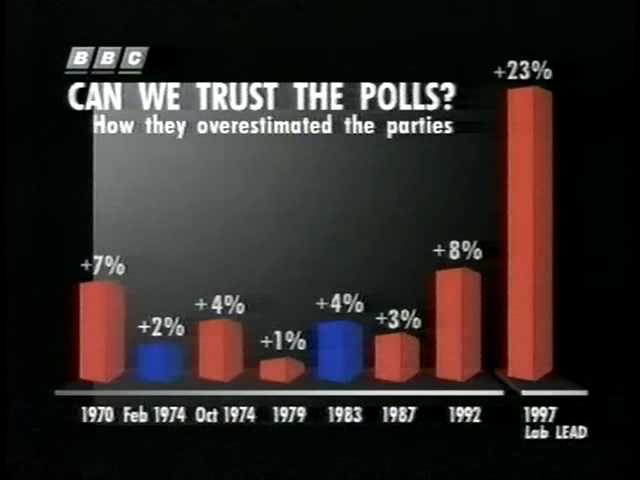 BBC
CAN WE TRUST THE POLLS?
How they overestimated the parties
+7%
+2%
+4%
+1%
+4%
+3%
+8%
+23%
1970 Feb 1974 Oct 1974 1979 1983 1987 1992 1997
Lab LEAD